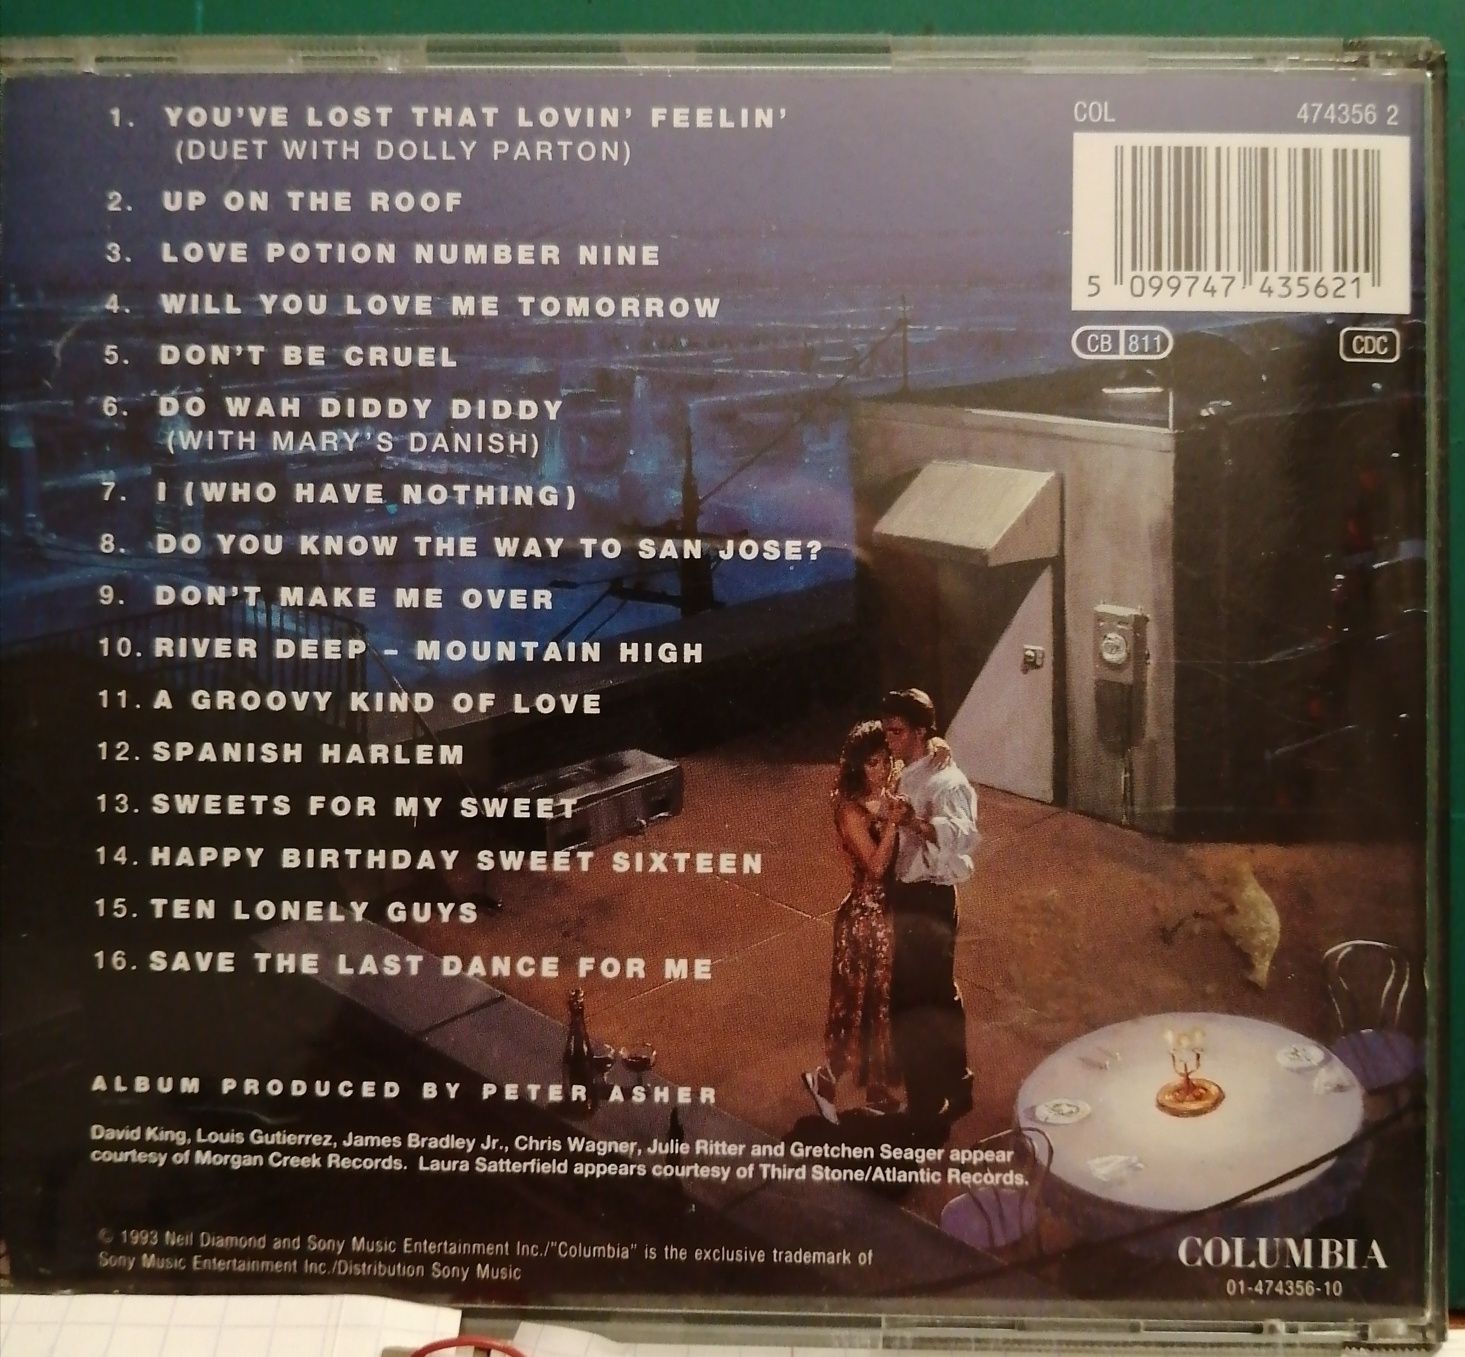 1. YOU'VE LOST THAT LOVIN' FEELIN'
(DUET WITH DOLLY PARTON)
2. UP ON THE ROOF
3. LOVE POTION NUMBER NINE
4. WILL YOU LOVE ME TOMORROW
5. DON'T BE CRUEL
6. DO WAH DIDDY DIDDY
(WITH MARY'S DANISH)
7. I (WHO HAVE NOTHING)
8. DO YOU KNOW THE WAY TO SAN JOSE?
9. DON'T MAKE ME OVER
10. RIVER DEEP – MOUNTAIN HIGH
11. A GROOVY KIND OF LOVE
12. SPANISH HARLEM
13. SWEETS FOR MY SWEET
14. HAPPY BIRTHDAY SWEET SIXTEEN
15. TEN LONELY GUYS
16. SAVE THE LAST DANCE FOR ME
COL 474356 2
5 099747 435621
CB 811 CDC
ALBUM PRODUCED BY PETER ASHER
David King, Louis Gutierrez, James Bradley Jr., Chris Wagner, Julie Ritter and Gretchen Seager appear
courtesy of Morgan Creek Records. Laura Satterfield appears courtesy of Third Stone/Atlantic Records.
© 1993 Neil Diamond and Sony Music Entertainment Inc./"Columbia" is the exclusive trademark of
Sony Music Entertainment Inc./Distribution Sony Music
COLUMBIA
01-474356-10